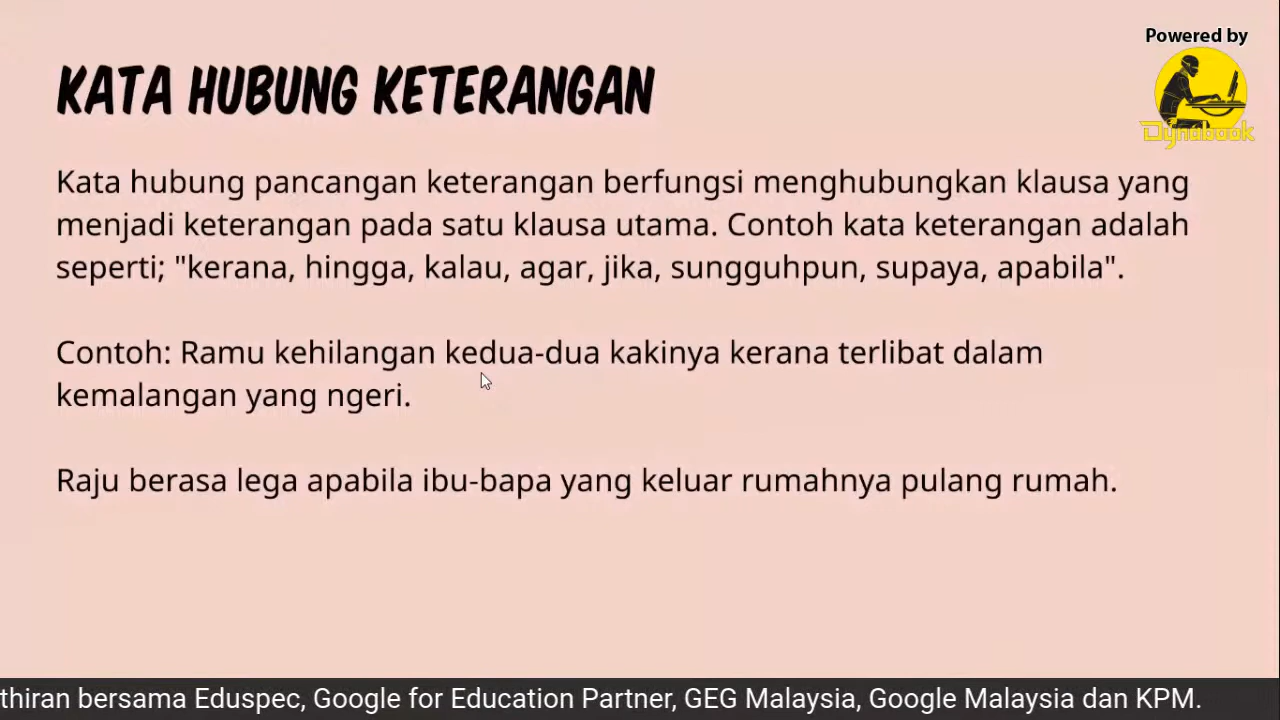 Powered by
Dynabook
KATA HUBUNG KETERANGAN
Kata hubung pancangan keterangan berfungsi menghubungkan klausa yang
menjadi keterangan pada satu klausa utama. Contoh kata keterangan adalah
seperti; "kerana, hingga, kalau, agar, jika, sungguhpun, supaya, apabila".
Contoh: Ramu kehilangan kedua-dua kakinya kerana terlibat dalam
kemalangan yang ngeri.
Raju berasa lega apabila ibu-bapa yang keluar rumahnya pulang rumah.
thiran bersama Eduspec, Google for Education Partner, GEG Malaysia, Google Malaysia dan KPM.